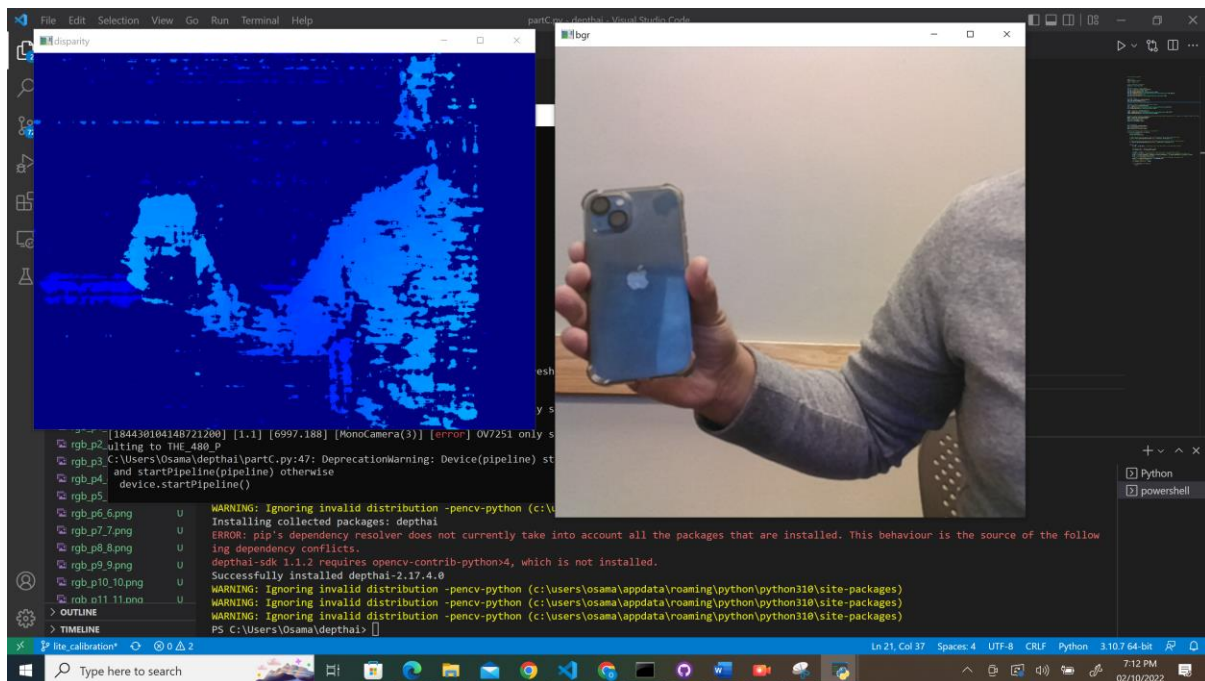 File Edit Selection View Go Run Terminal Help
partC.py - depthai - Visual Studio Code
disparity
bgr
[18443010414B721200] [1.1] [6997.188] [MonoCamera(3)] [error] OV7251 only s
ulting to THE_480_P
C:\Users\Osama\depthai\partC.py:47: DeprecationWarning: Device(pipeline) st
and startPipeline(pipeline) otherwise
device.startPipeline()
rgb_p2_
rgb_p3_
rgb_p4_
rgb_p5_
rgb_p6_6.png U
rgb_p7_7.png U
rgb_p8_8.png U
rgb_p9_9.png U
rgb_p10_10.png U
rgb_p11_11.png U
OUTLINE
TIMELINE
Python
powershell
WARNING: Ignoring invalid distribution -pencv-python (c:\u
Installing collected packages: depthai
ERROR: pip's dependency resolver does not currently take into account all the packages that are installed. This behaviour is the source of the follow
ing dependency conflicts.
depthai-sdk 1.1.2 requires opencv-contrib-python>4, which is not installed.
Successfully installed depthai-2.17.4.0
WARNING: Ignoring invalid distribution -pencv-python (c:\users\osama\appdata\roaming\python\python310\site-packages)
WARNING: Ignoring invalid distribution -pencv-python (c:\users\osama\appdata\roaming\python\python310\site-packages)
WARNING: Ignoring invalid distribution -pencv-python (c:\users\osama\appdata\roaming\python\python310\site-packages)
PS C:\Users\Osama\depthai>
lite_calibration* 0 2 Ln 21, Col 37 Spaces: 4 UTF-8 CRLF Python 3.10.7 64-bit
Type here to search
7:12 PM
02/10/2022